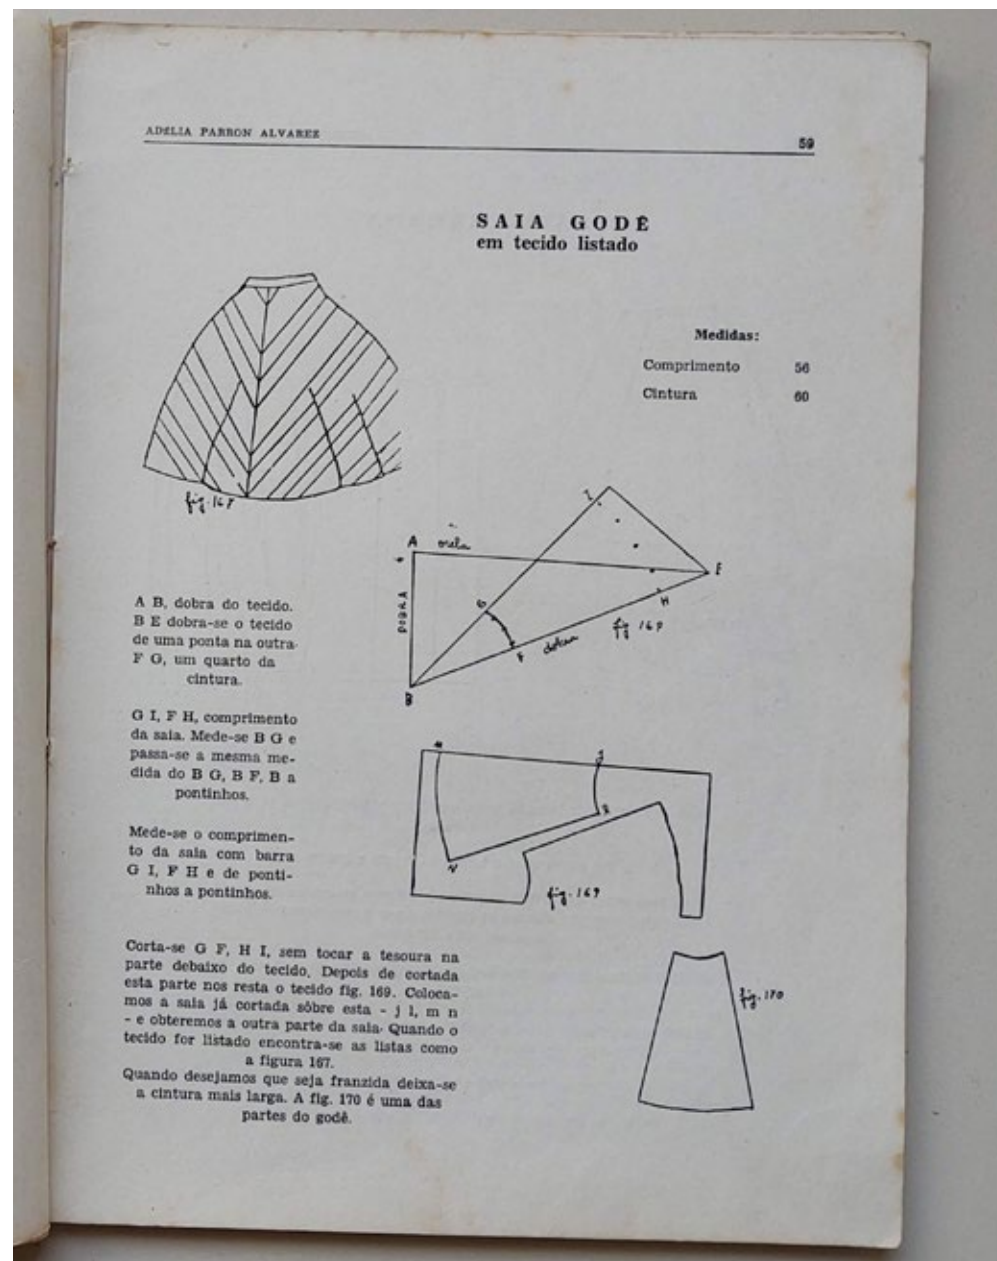 ADÉLIA PARRON ALVAREZ
59
SAIA GODÊ
em tecido listado
Medidas:
Comprimento 56
Cintura 60
fig. 167
A orela
E
DOBRA
G
I
H
F
dobra
fig 168
B
A B, dobra do tecido.
B E dobra-se o tecido
de uma ponta na outra.
F G, um quarto da
cintura.
G I, F H, comprimento
da saia. Mede-se B G e
passa-se a mesma me-
dida do B G, B F, B a
pontinhos.
Mede-se o comprimen-
to da saia com barra
G I, F H e de ponti-
nhos a pontinhos.
J
N
fig. 169
Corta-se G F, H I, sem tocar a tesoura na
parte debaixo do tecido. Depois de cortada
esta parte nos resta o tecido fig. 169. Coloca-
mos a saia já cortada sôbre esta - j l, m n
- e obteremos a outra parte da saia. Quando o
tecido for listado encontra-se as listas como
a figura 167.
Quando desejamos que seja franzida deixa-se
a cintura mais larga. A fig. 170 é uma das
partes do godê.
fig. 170